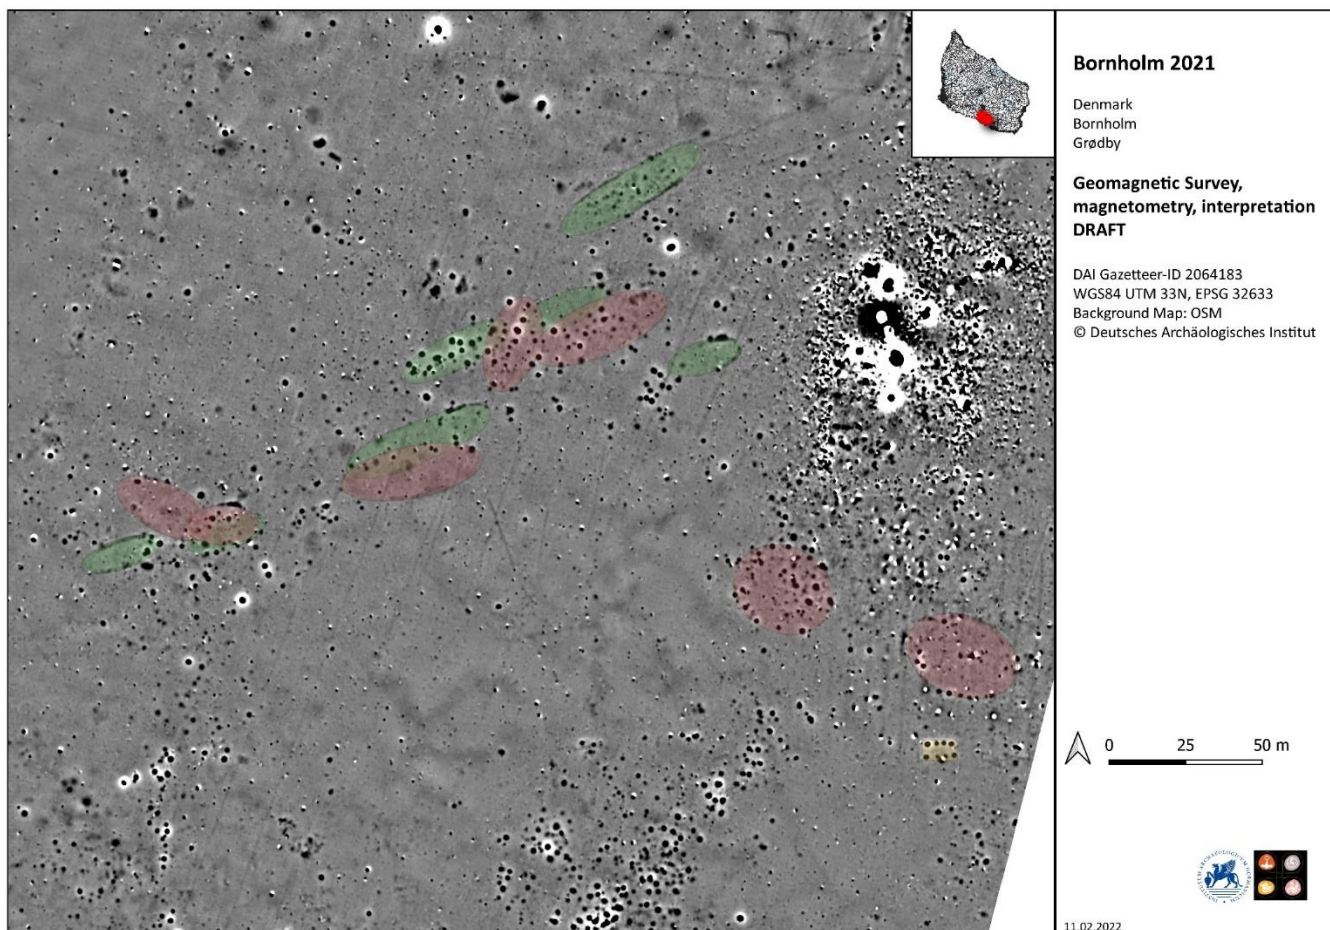 Bornholm 2021
Denmark
Bornholm
Grødby
Geomagnetic Survey,
magnetometry, interpretation
DRAFT
DAI Gazetteer-ID 2064183
WGS84 UTM 33N, EPSG 32633
Background Map: OSM
© Deutsches Archäologisches Institut
0 25 50 m
11.02.2022